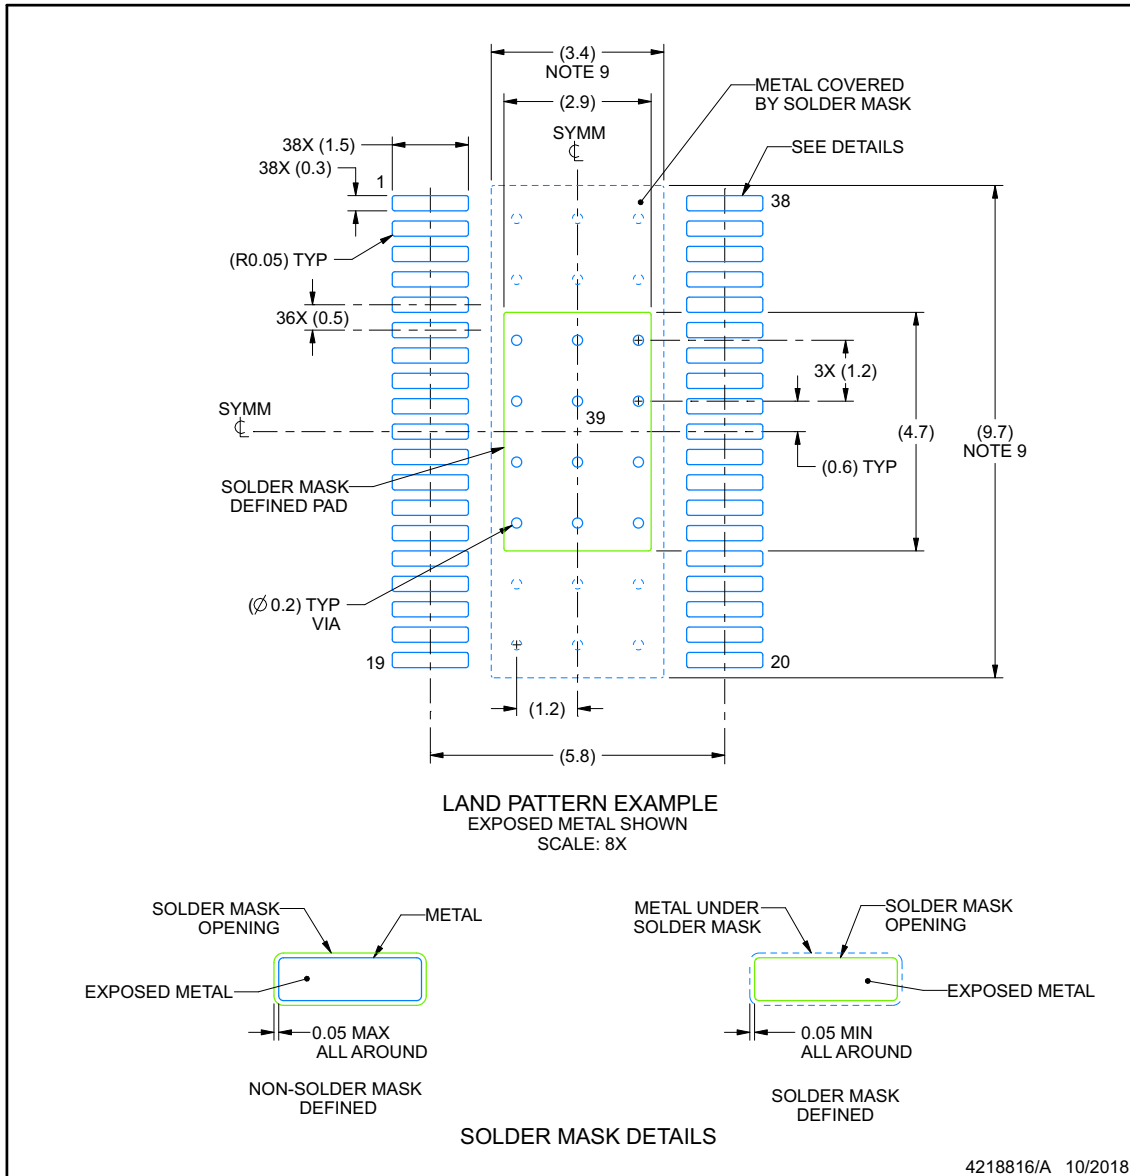 (3.4)
NOTE 9
METAL COVERED
BY SOLDER MASK
(2.9)
SYMM
38X (1.5)
SEE DETAILS
38X (0.3)
1
38
(R0.05) TYP
36X (0.5)
3X (1.2)
SYMM
39
(4.7)
(9.7)
NOTE 9
(0.6) TYP
SOLDER MASK
DEFINED PAD
(Ø 0.2) TYP
VIA
19
20
(1.2)
(5.8)
LAND PATTERN EXAMPLE
EXPOSED METAL SHOWN
SCALE: 8X
SOLDER MASK
OPENING
METAL
EXPOSED METAL
0.05 MAX
ALL AROUND
NON-SOLDER MASK
DEFINED
METAL UNDER
SOLDER MASK
SOLDER MASK
OPENING
EXPOSED METAL
0.05 MIN
ALL AROUND
SOLDER MASK
DEFINED
SOLDER MASK DETAILS
4218816/A 10/2018